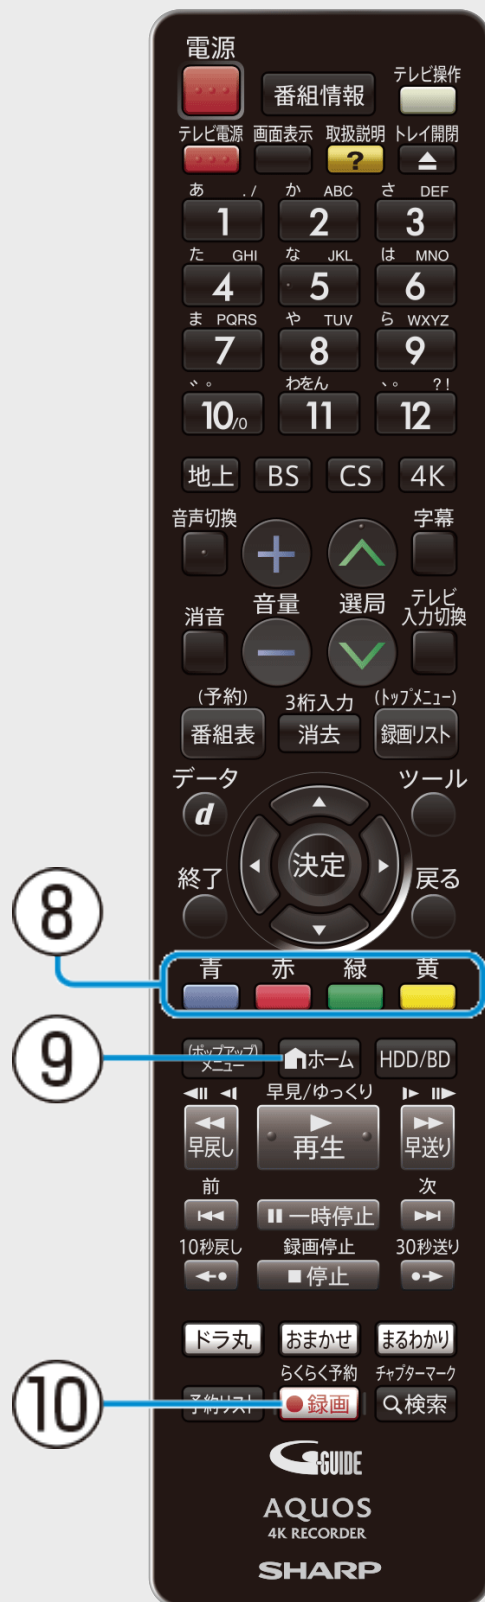 電源
番組情報
テレビ操作
テレビ電源 画面表示 取扱説明 トレイ開閉
?
あ ./ か ABC さ DEF
1 2 3
た GHI な JKL は MNO
4 5 6
ま PQRS や TUV ら WXYZ
7 8 9
゛゜ わをん 、。 ?!
10/0 11 12
地上 BS CS 4K
音声切換 字幕
+
消音 音量 選局 テレビ
入力切換
−
(予約) 3桁入力 (トップメニュー)
番組表 消去 録画リスト
データ ツール
d
決定
終了 戻る
⑧
青 赤 緑 黄
⑨
(ポップアップ)
メニュー ホーム HDD/BD
早見/ゆっくり
早戻し 再生 早送り
前 次
一時停止
10秒戻し 録画停止 30秒送り
停止
ドラ丸 おまかせ まるわかり
らくらく予約 チャプターマーク
⑩
予約リスト 録画 検索
G-GUIDE
AQUOS
4K RECORDER
SHARP